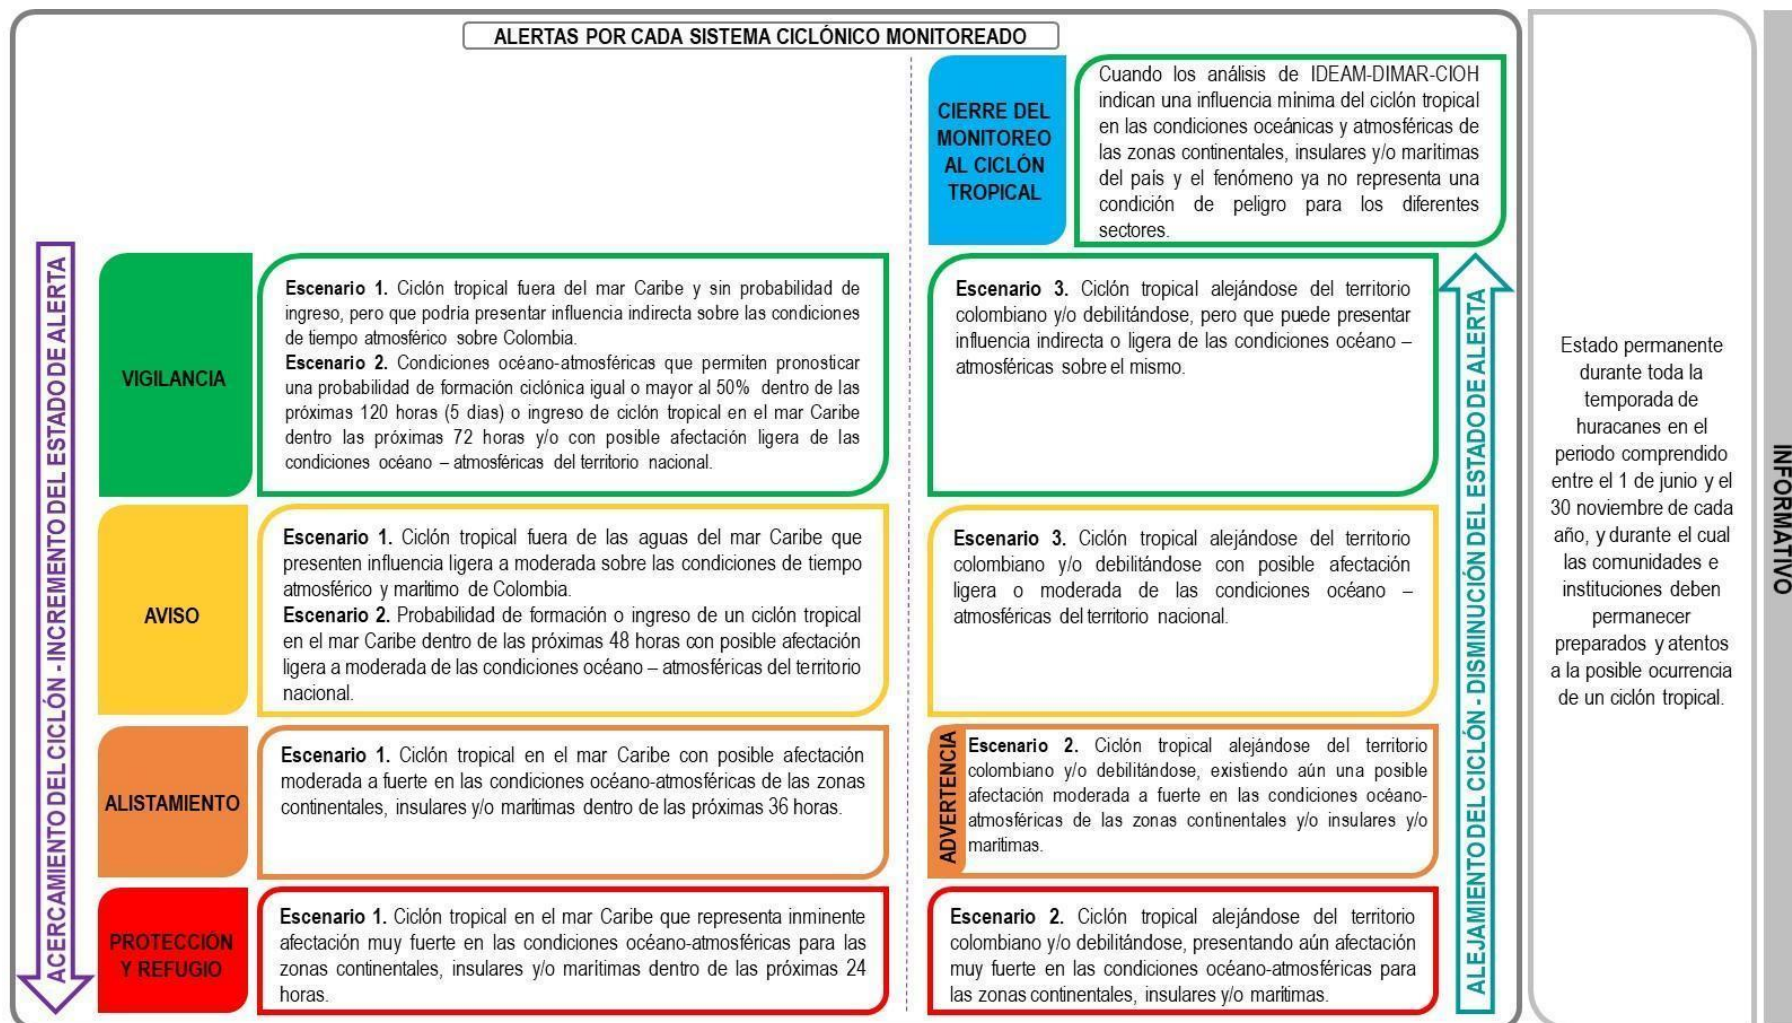 ALERTAS POR CADA SISTEMA CICLÓNICO MONITOREADO
CIERRE DEL
MONITOREO
AL CICLÓN
TROPICAL
Cuando los análisis de IDEAM-DIMAR-CIOH
indican una influencia mínima del ciclón tropical
en las condiciones oceánicas y atmosféricas de
las zonas continentales, insulares y/o marítimas
del país y el fenómeno ya no representa una
condición de peligro para los diferentes
sectores.
ACERCAMIENTO DEL CICLÓN - INCREMENTO DEL ESTADO DE ALERTA
VIGILANCIA
Escenario 1. Ciclón tropical fuera del mar Caribe y sin probabilidad de
ingreso, pero que podría presentar influencia indirecta sobre las condiciones
de tiempo atmosférico sobre Colombia.
Escenario 2. Condiciones océano-atmosféricas que permiten pronosticar
una probabilidad de formación ciclónica igual o mayor al 50% dentro de las
próximas 120 horas (5 días) o ingreso de ciclón tropical en el mar Caribe
dentro las próximas 72 horas y/o con posible afectación ligera de las
condiciones océano – atmosféricas del territorio nacional.
Escenario 3. Ciclón tropical alejándose del territorio
colombiano y/o debilitándose, pero que puede presentar
influencia indirecta o ligera de las condiciones océano –
atmosféricas sobre el mismo.
AVISO
Escenario 1. Ciclón tropical fuera de las aguas del mar Caribe que
presenten influencia ligera a moderada sobre las condiciones de tiempo
atmosférico y marítimo de Colombia.
Escenario 2. Probabilidad de formación o ingreso de un ciclón tropical
en el mar Caribe dentro de las próximas 48 horas con posible afectación
ligera a moderada de las condiciones océano – atmosféricas del territorio
nacional.
Escenario 3. Ciclón tropical alejándose del territorio
colombiano y/o debilitándose con posible afectación
ligera o moderada de las condiciones océano –
atmosféricas del territorio nacional.
ALISTAMIENTO
Escenario 1. Ciclón tropical en el mar Caribe con posible afectación
moderada a fuerte en las condiciones océano-atmosféricas de las zonas
continentales, insulares y/o marítimas dentro de las próximas 36 horas.
ADVERTENCIA
Escenario 2. Ciclón tropical alejándose del territorio
colombiano y/o debilitándose, existiendo aún una posible
afectación moderada a fuerte en las condiciones océano-
atmosféricas de las zonas continentales y/o insulares y/o
marítimas.
PROTECCIÓN
Y REFUGIO
Escenario 1. Ciclón tropical en el mar Caribe que representa inminente
afectación muy fuerte en las condiciones océano-atmosféricas para las
zonas continentales, insulares y/o marítimas dentro de las próximas 24
horas.
Escenario 2. Ciclón tropical alejándose del territorio
colombiano y/o debilitándose, presentando aún afectación
muy fuerte en las condiciones océano-atmosféricas para
las zonas continentales, insulares y/o marítimas.
ALEJAMIENTO DEL CICLÓN - DISMINUCIÓN DEL ESTADO DE ALERTA
Estado permanente
durante toda la
temporada de
huracanes en el
periodo comprendido
entre el 1 de junio y el
30 noviembre de cada
año, y durante el cual
las comunidades e
instituciones deben
permanecer
preparados y atentos
a la posible ocurrencia
de un ciclón tropical.
INFORMATIVO